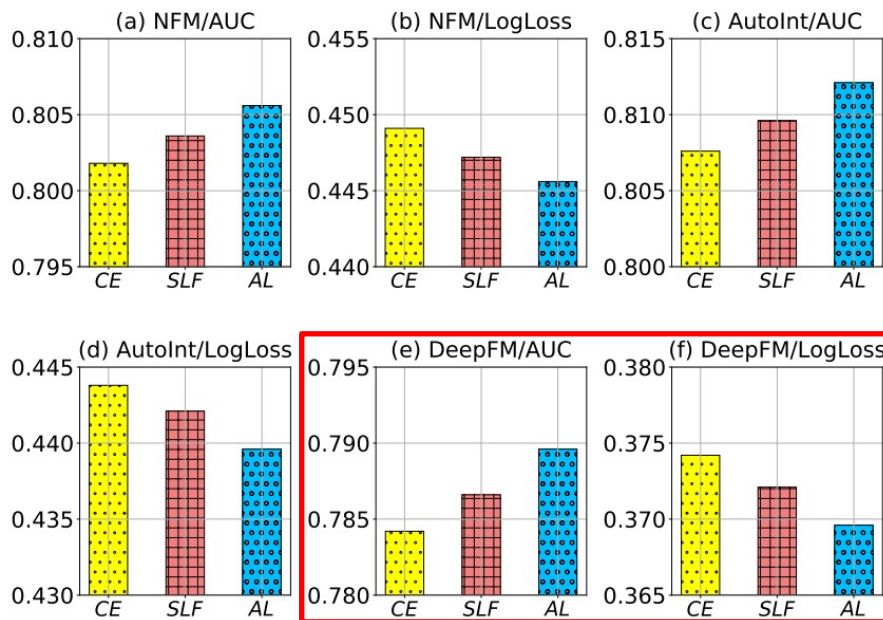 (a) NFM/AUC
0.810
0.805
0.800
0.795
CE SLF AL
(b) NFM/LogLoss
0.455
0.450
0.445
0.440
CE SLF AL
(c) AutoInt/AUC
0.815
0.810
0.805
0.800
CE SLF AL
(d) AutoInt/LogLoss
0.445
0.440
0.435
0.430
CE SLF AL
(e) DeepFM/AUC
0.795
0.790
0.785
0.780
CE SLF AL
(f) DeepFM/LogLoss
0.380
0.375
0.370
0.365
CE SLF AL